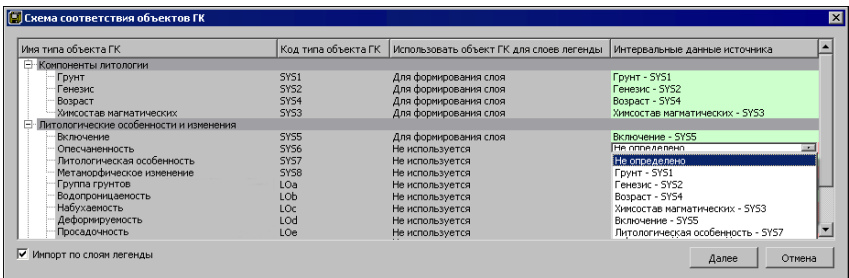 Схема соответствия объектов ГК
Имя типа объекта ГК Код типа объекта ГК Использовать объект ГК для слоев легенды Интервальные данные источника
Компоненты литологии
Грунт SYS1 Для формирования слоя Грунт - SYS1
Генезис SYS2 Для формирования слоя Генезис - SYS2
Возраст SYS4 Для формирования слоя Возраст - SYS4
Химсостав магматических SYS3 Для формирования слоя Химсостав магматических - SYS3
Литологические особенности и изменения
Включение SYS5 Для формирования слоя Включение - SYS5
Опесчаненность SYS6 Не используется Не определено
Литологическая особенность SYS7 Не используется Не определено
Метаморфическое изменение SYS8 Не используется Грунт - SYS1
Группа грунтов LOa Не используется Генезис - SYS2
Водопроницаемость LOb Не используется Возраст - SYS4
Набухаемость LOc Не используется Химсостав магматических - SYS3
Деформируемость LOd Не используется Включение - SYS5
Просадочность LOe Не используется Литологическая особенность - SYS7
Импорт по слоям легенды Далее Отмена